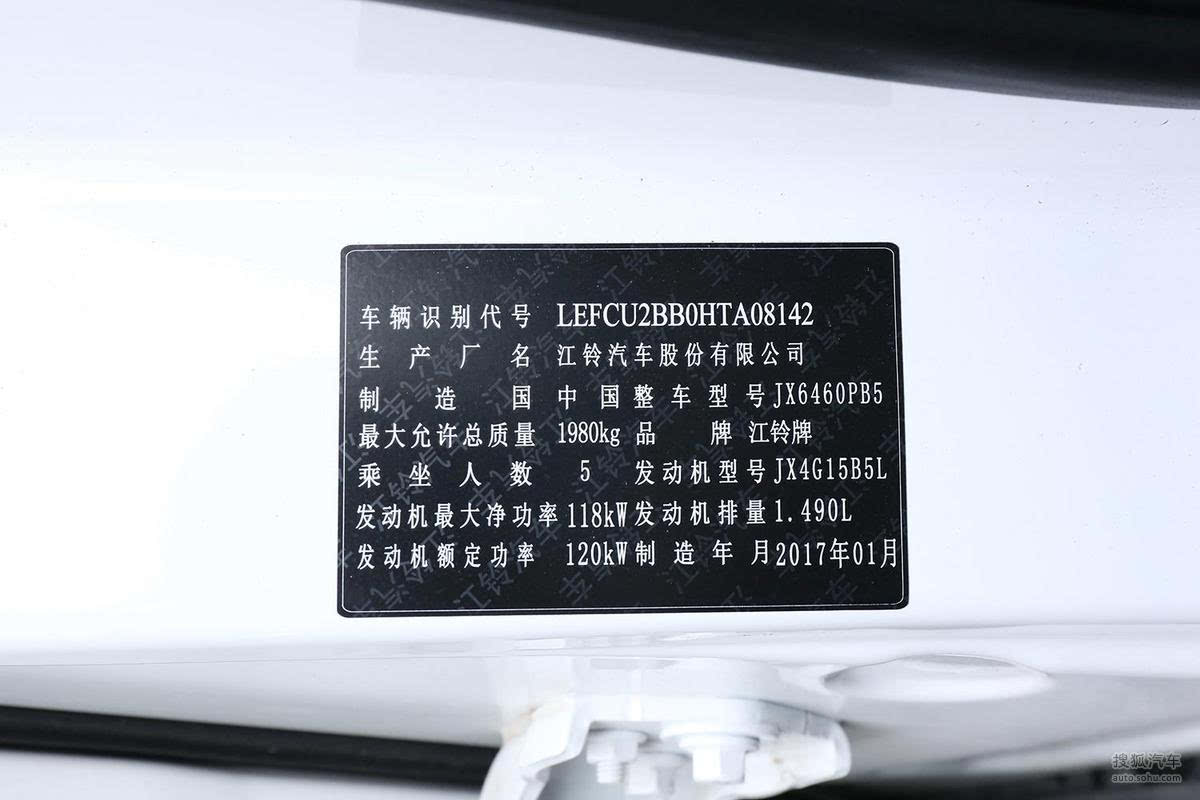 车辆识别代号 LEFCU2BB0HTA08142
生产厂名 江铃汽车股份有限公司
制造国 中国 整车型号 JX6460PB5
最大允许总质量 1980kg 品牌 江铃牌
乘坐人数 5 发动机型号 JX4G15B5L
发动机最大净功率 118kW 发动机排量 1.490L
发动机额定功率 120kW 制造年月 2017年01月
搜狐汽车
auto.sohu.com